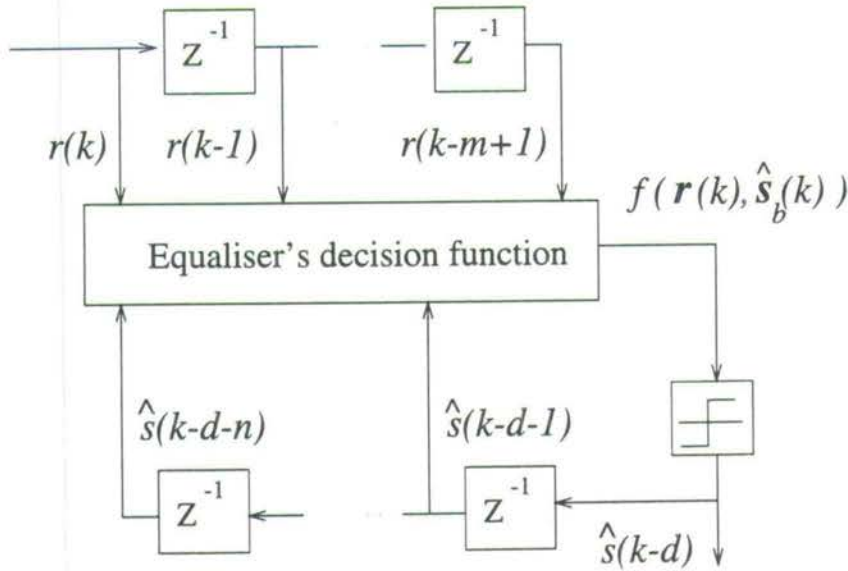 Z^-1
Z^-1
r(k)
r(k-1)
r(k-m+1)
f( r(k), ŝ_b(k) )
Equaliser's decision function
ŝ(k-d-n)
ŝ(k-d-1)
Z^-1
Z^-1
ŝ(k-d)